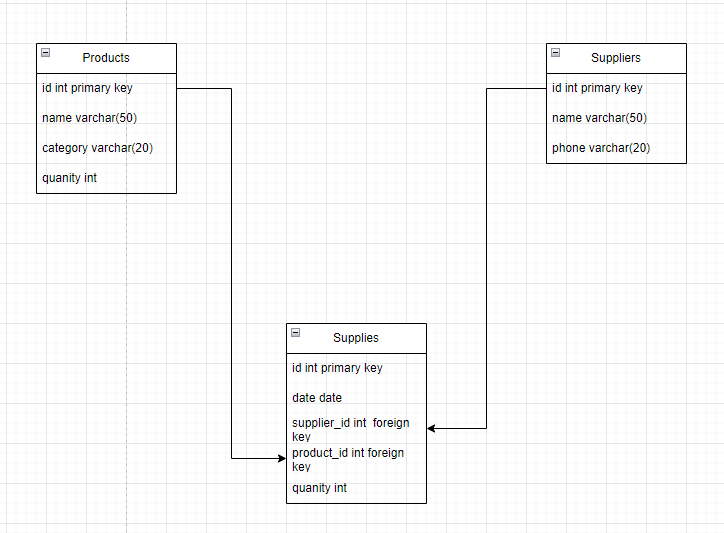 Products
id int primary key
name varchar(50)
category varchar(20)
quanity int
Suppliers
id int primary key
name varchar(50)
phone varchar(20)
Supplies
id int primary key
date date
supplier_id int  foreign
key
product_id int foreign
key
quanity int